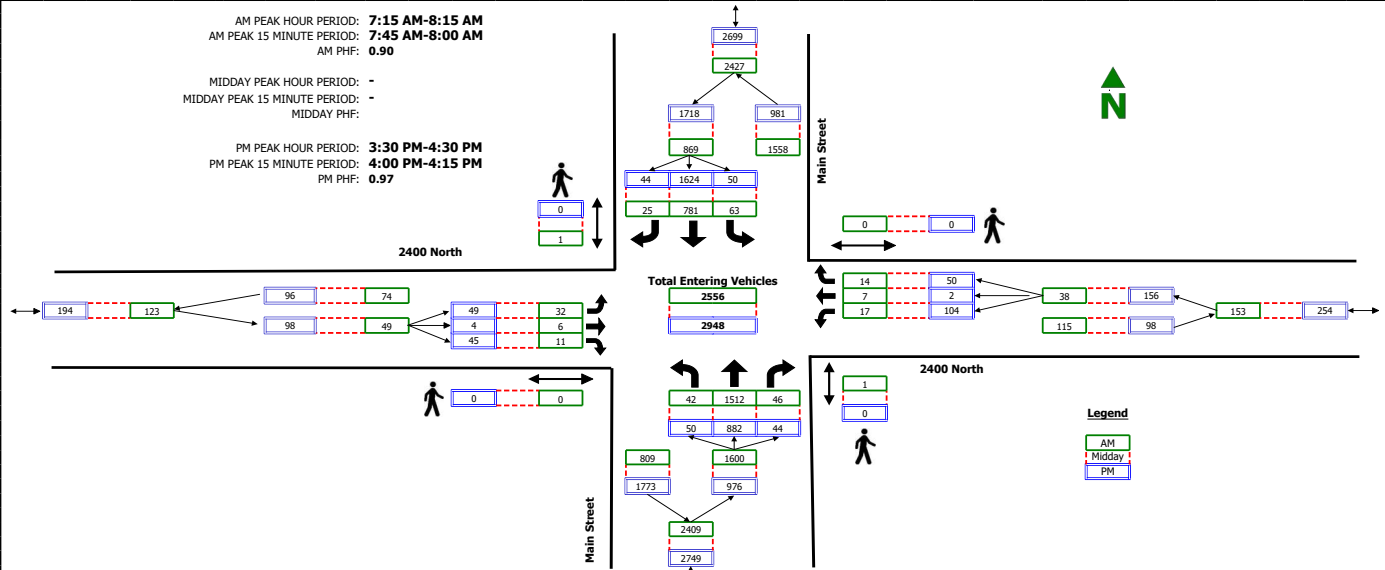 AM PEAK HOUR PERIOD: 7:15 AM-8:15 AM
AM PEAK 15 MINUTE PERIOD: 7:45 AM-8:00 AM
AM PHF: 0.90
MIDDAY PEAK HOUR PERIOD: -
MIDDAY PEAK 15 MINUTE PERIOD: -
MIDDAY PHF:
PM PEAK HOUR PERIOD: 3:30 PM-4:30 PM
PM PEAK 15 MINUTE PERIOD: 4:00 PM-4:15 PM
PM PHF: 0.97
2699
2427
1718 981
869 1558
44 1624 50
25 781 63
Main Street
N
0
1
0 0
2400 North
Total Entering Vehicles
2556
2948
96 74
194 123
98 49
49 32
4 6
45 11
14 50
7 2
17 104
38 156
153 254
115 98
2400 North
0 0
42 1512 46
50 882 44
809 1600
1773 976
2409
2749
Main Street
1
0
Legend
AM
Midday
PM